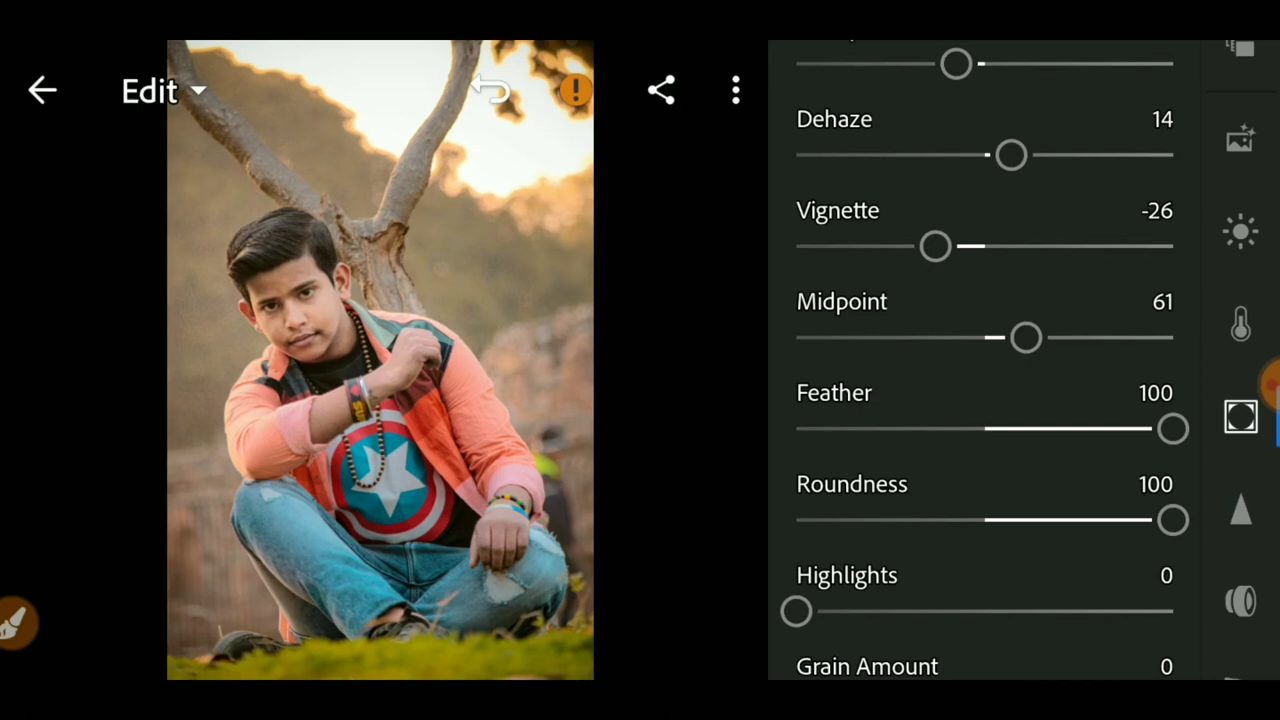 Edit
Dehaze 14
Vignette -26
Midpoint 61
Feather 100
Roundness 100
Highlights 0
Grain Amount 0